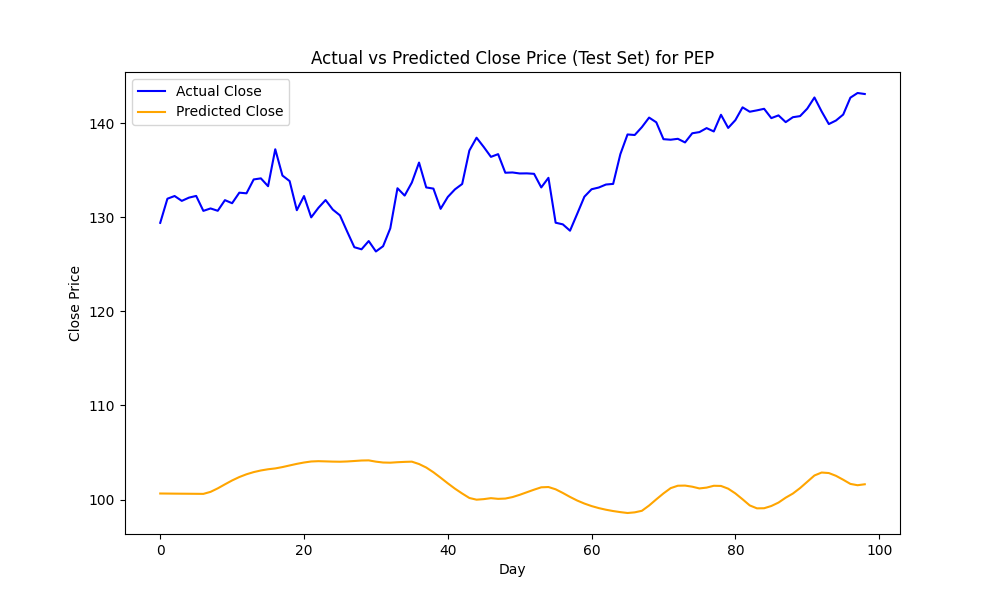 Actual vs Predicted Close Price (Test Set) for PEP
Actual Close
Predicted Close
Close Price
140
130
120
110
100
0 20 40 60 80 100
Day